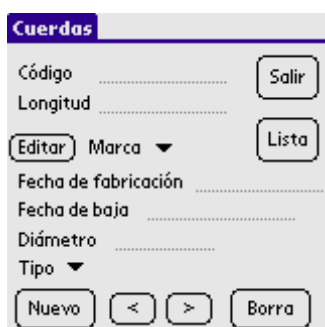 Cuerdas
Código
Salir
Longitud
Editar Marca
Lista
Fecha de fabricación
Fecha de baja
Diámetro
Tipo
Nuevo < > Borra